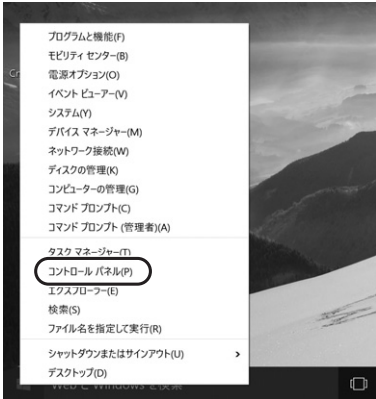 プログラムと機能(F)
モビリティ センター(B)
電源オプション(O)
イベント ビューアー(V)
システム(Y)
デバイス マネージャー(M)
ネットワーク接続(W)
ディスクの管理(K)
コンピューターの管理(G)
コマンド プロンプト(C)
コマンド プロンプト (管理者)(A)
タスク マネージャー(T)
コントロール パネル(P)
エクスプローラー(E)
検索(S)
ファイル名を指定して実行(R)
シャットダウンまたはサインアウト(U)
デスクトップ(D)
Web と Windows を検索